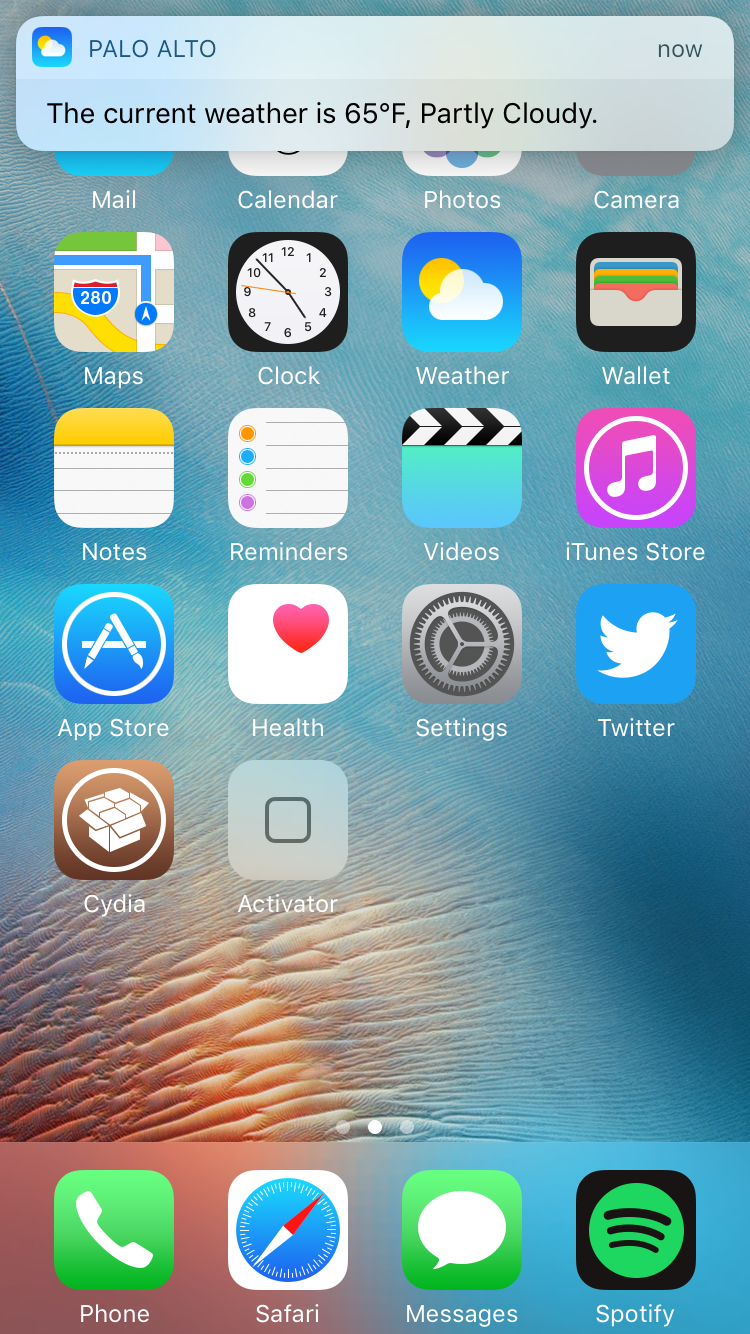 PALO ALTO now
The current weather is 65°F, Partly Cloudy.
Mail Calendar Photos Camera
280
12
11 1
10 2
9 3
8 4
7 5
6
Maps Clock Weather Wallet
Notes Reminders Videos iTunes Store
App Store Health Settings Twitter
Cydia Activator
Phone Safari Messages Spotify